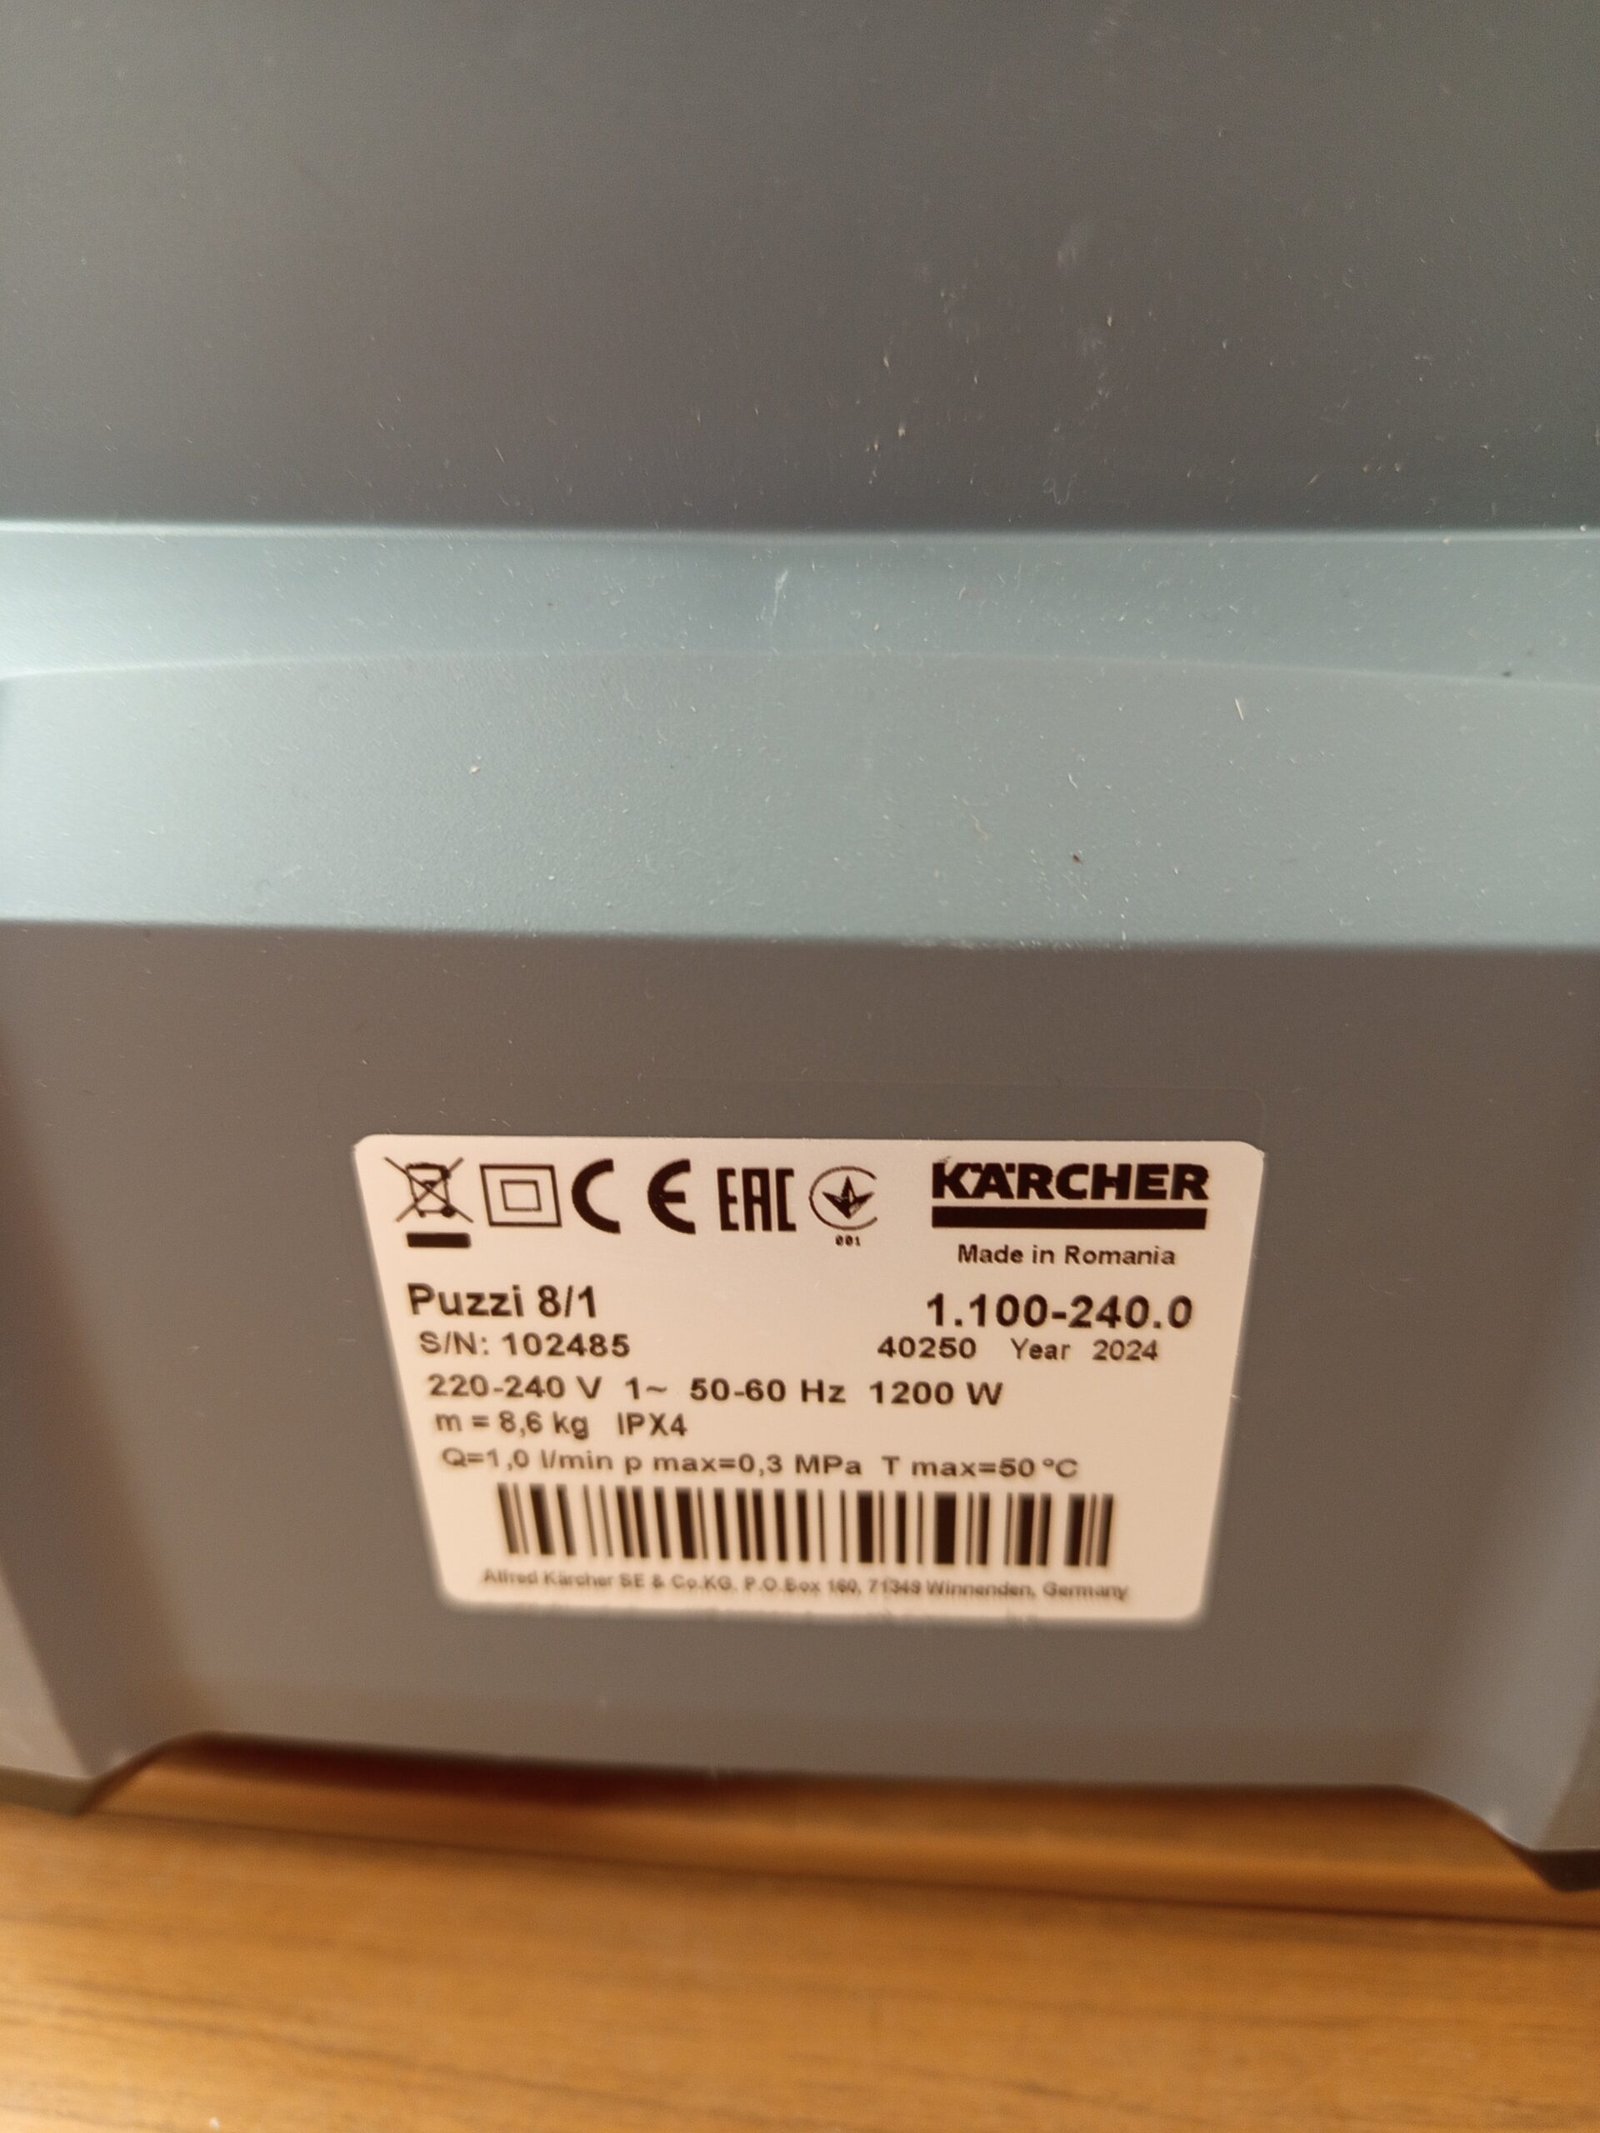 CE EAC
001
KÄRCHER
Made in Romania
Puzzi 8/1 1.100-240.0
S/N: 102485 40250 Year 2024
220-240 V 1~ 50-60 Hz 1200 W
m = 8,6 kg IPX4
Q=1,0 l/min p max=0,3 MPa T max=50 °C
Alfred Kärcher SE & Co.KG. P.O.Box 160, 71349 Winnenden, Germany